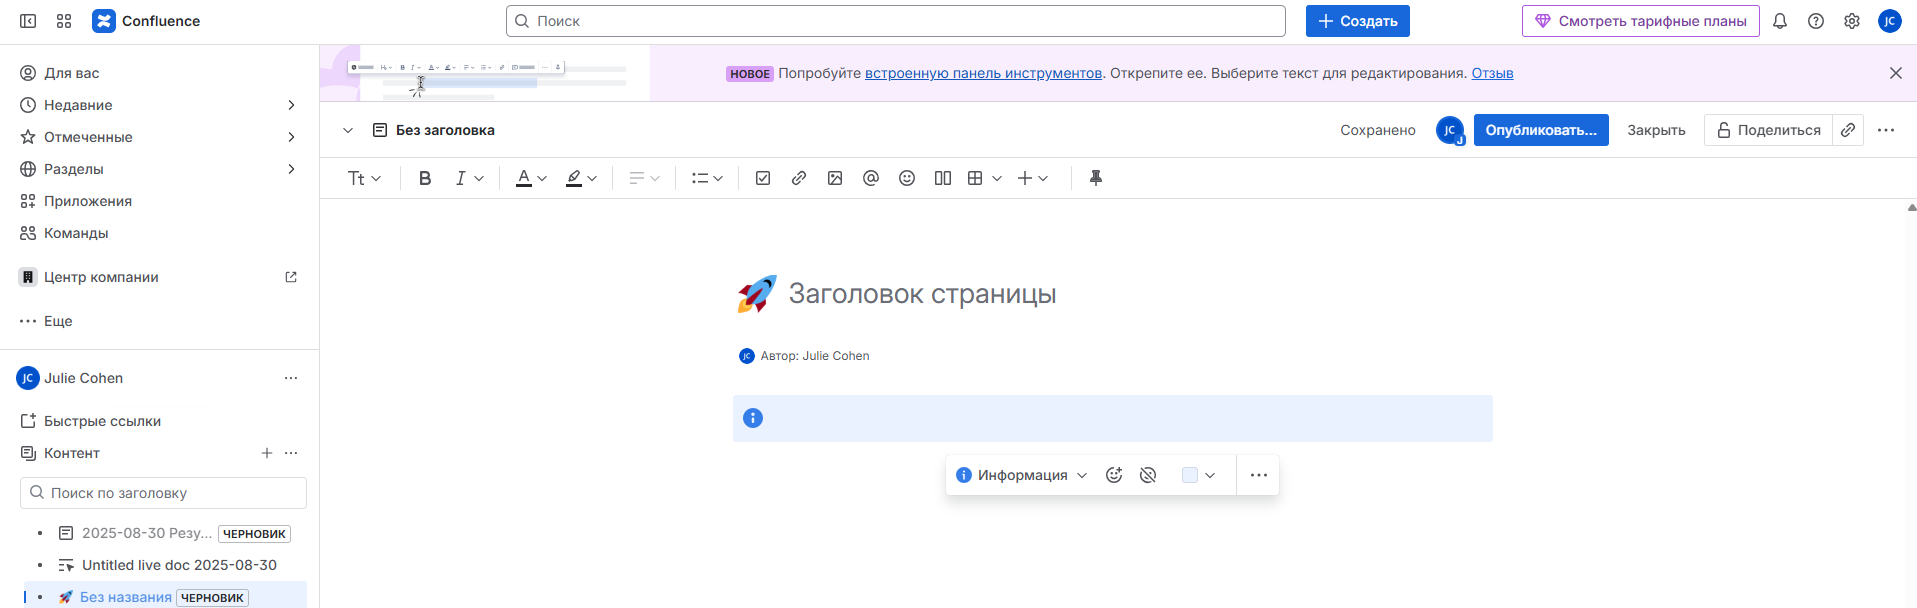 Confluence
Поиск
Создать
Смотреть тарифные планы
JC
Для вас
Недавние
Отмеченные
Разделы
Приложения
Команды
Центр компании
Еще
JC Julie Cohen
Быстрые ссылки
Контент
Поиск по заголовку
2025-08-30 Резу... ЧЕРНОВИК
Untitled live doc 2025-08-30
Без названия ЧЕРНОВИК
НОВОЕ Попробуйте встроенную панель инструментов. Открепите ее. Выберите текст для редактирования. Отзыв
Без заголовка
Сохранено
JC J
Опубликовать...
Закрыть
Поделиться
Tt B I A
Заголовок страницы
JC Автор: Julie Cohen
Информация